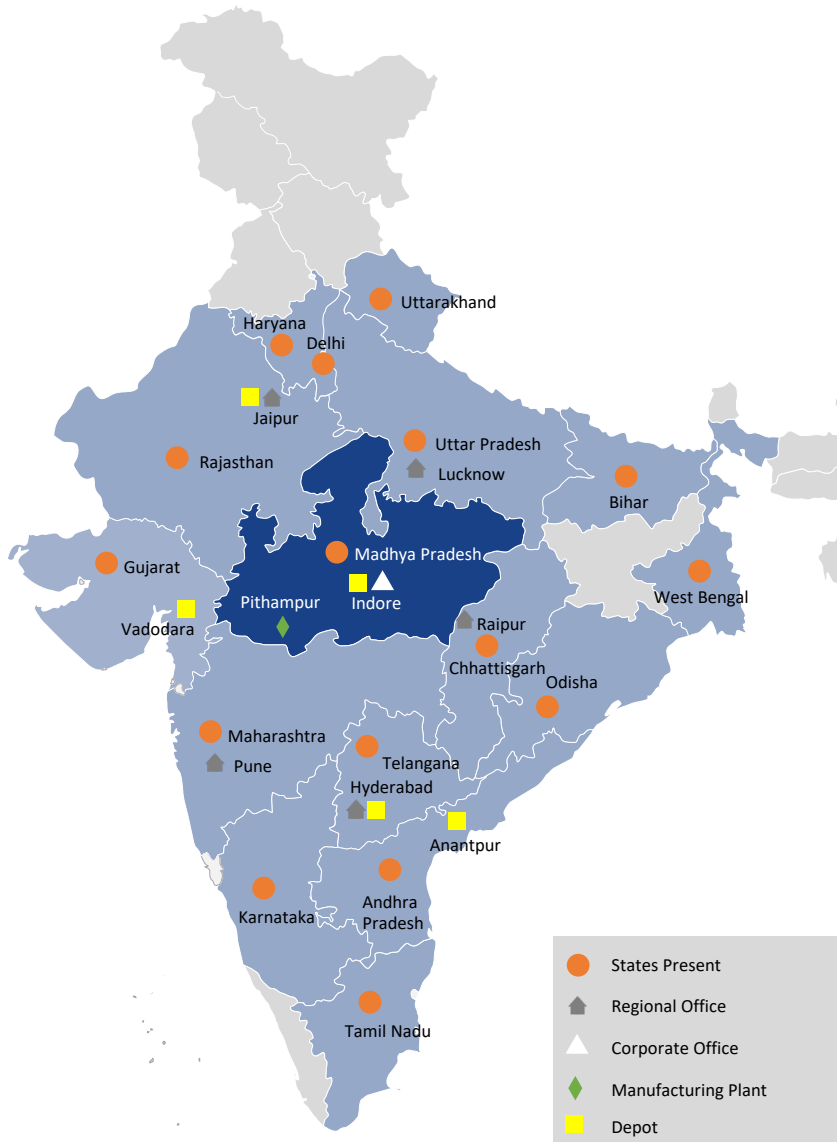 Uttarakhand
Haryana
Delhi
Jaipur
Uttar Pradesh
Rajasthan
Lucknow
Bihar
Madhya Pradesh
Gujarat
Pithampur
Indore
West Bengal
Vadodara
Raipur
Chhattisgarh
Odisha
Maharashtra
Telangana
Pune
Hyderabad
Anantpur
Andhra
Pradesh
Karnataka
Tamil Nadu
States Present
Regional Office
Corporate Office
Manufacturing Plant
Depot